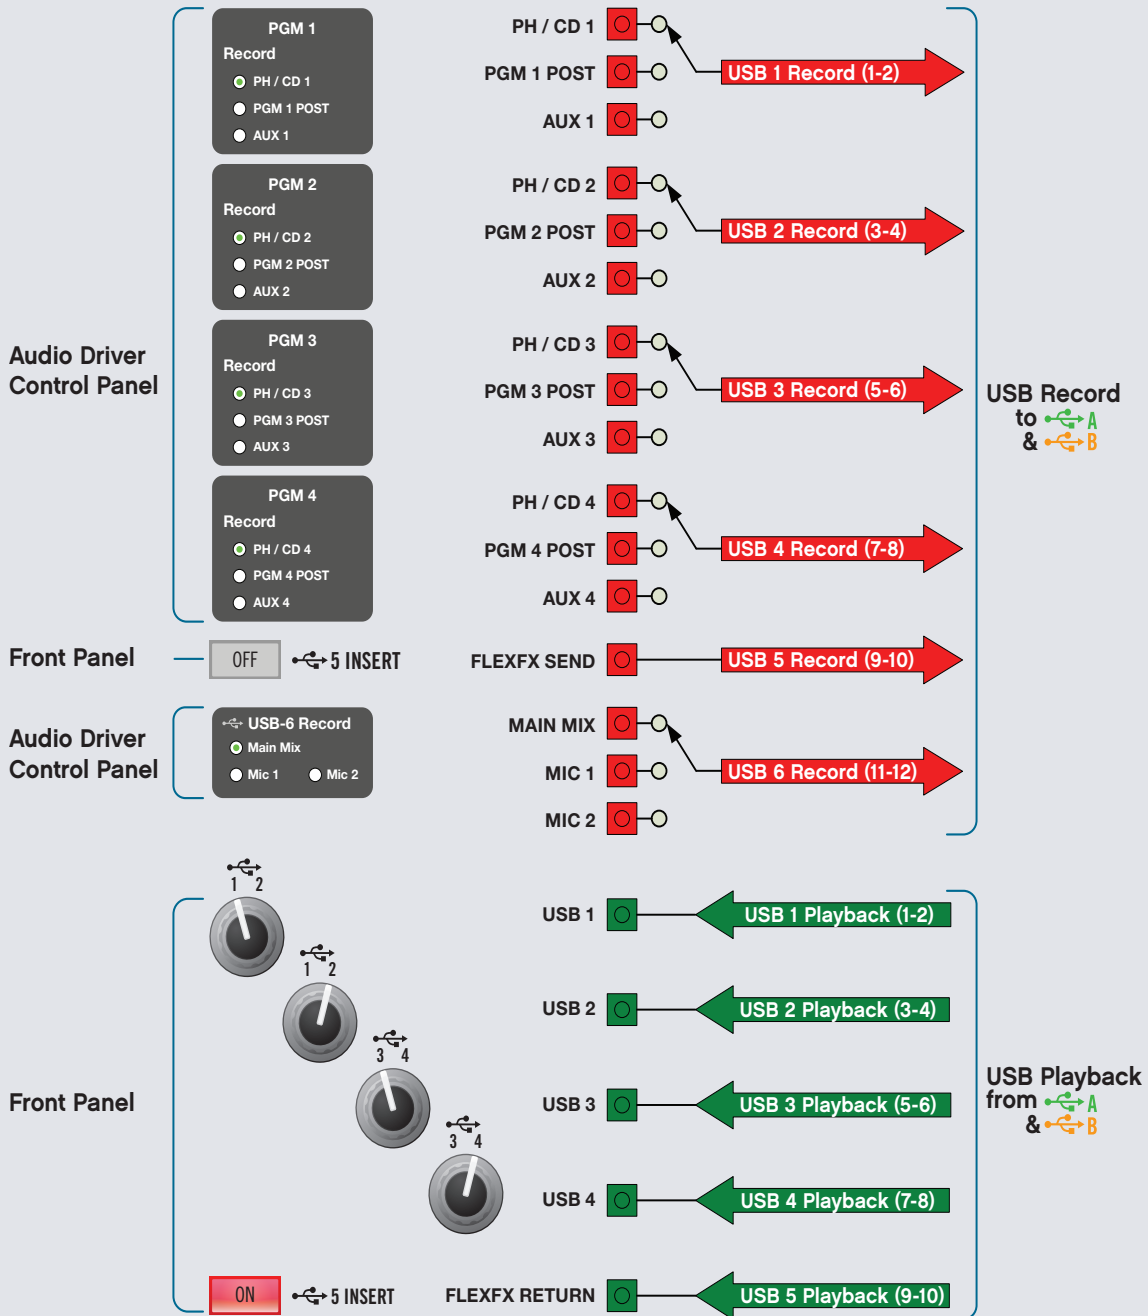 PGM 1
Record
PH / CD 1
PGM 1 POST
AUX 1
PH / CD 1
PGM 1 POST
AUX 1
USB 1 Record (1-2)
PGM 2
Record
PH / CD 2
PGM 2 POST
AUX 2
PH / CD 2
PGM 2 POST
AUX 2
USB 2 Record (3-4)
Audio Driver
Control Panel
PGM 3
Record
PH / CD 3
PGM 3 POST
AUX 3
PH / CD 3
PGM 3 POST
AUX 3
USB 3 Record (5-6)
USB Record
to A
& B
PGM 4
Record
PH / CD 4
PGM 4 POST
AUX 4
PH / CD 4
PGM 4 POST
AUX 4
USB 4 Record (7-8)
Front Panel
OFF
5 INSERT
FLEXFX SEND
USB 5 Record (9-10)
Audio Driver
Control Panel
USB-6 Record
Main Mix
Mic 1 Mic 2
MAIN MIX
MIC 1
MIC 2
USB 6 Record (11-12)
1 2
USB 1
USB 1 Playback (1-2)
1 2
USB 2
USB 2 Playback (3-4)
Front Panel
3 4
USB 3
USB 3 Playback (5-6)
USB Playback
from A
& B
3 4
USB 4
USB 4 Playback (7-8)
ON
5 INSERT
FLEXFX RETURN
USB 5 Playback (9-10)